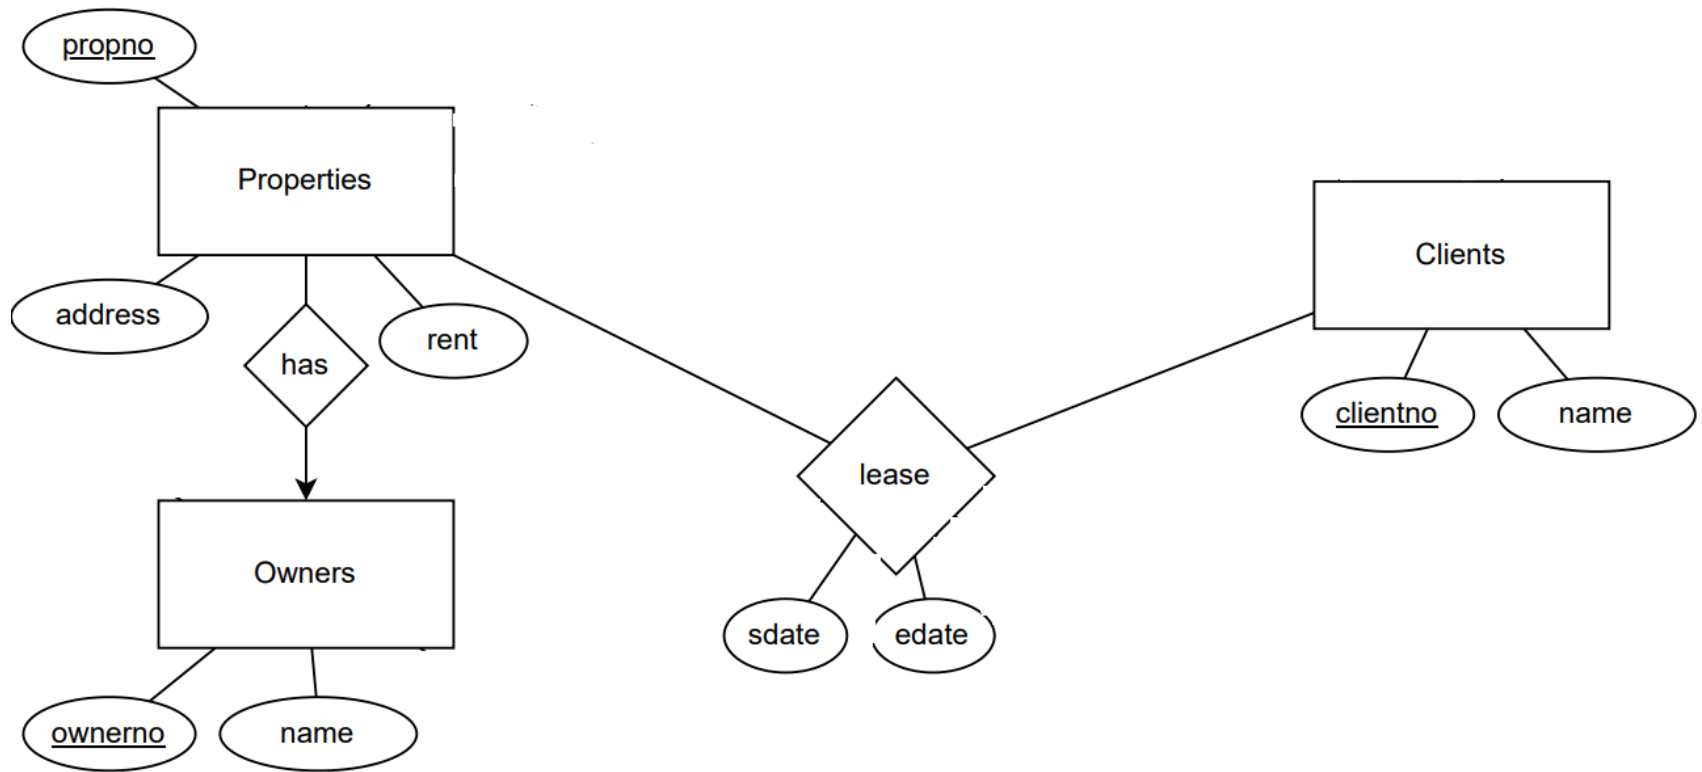 propno
Properties
address
has
rent
Clients
clientno
name
lease
sdate
edate
Owners
ownerno
name